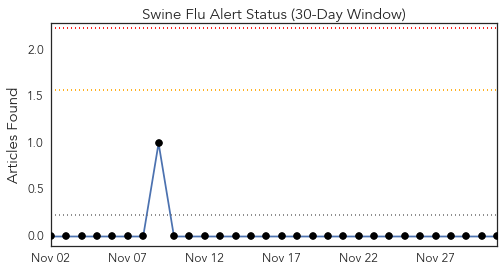 Swine Flu Alert Status (30-Day Window)
Articles Found
2.0
1.5
1.0
0.5
0.0
Nov 02 Nov 07 Nov 12 Nov 17 Nov 22 Nov 27